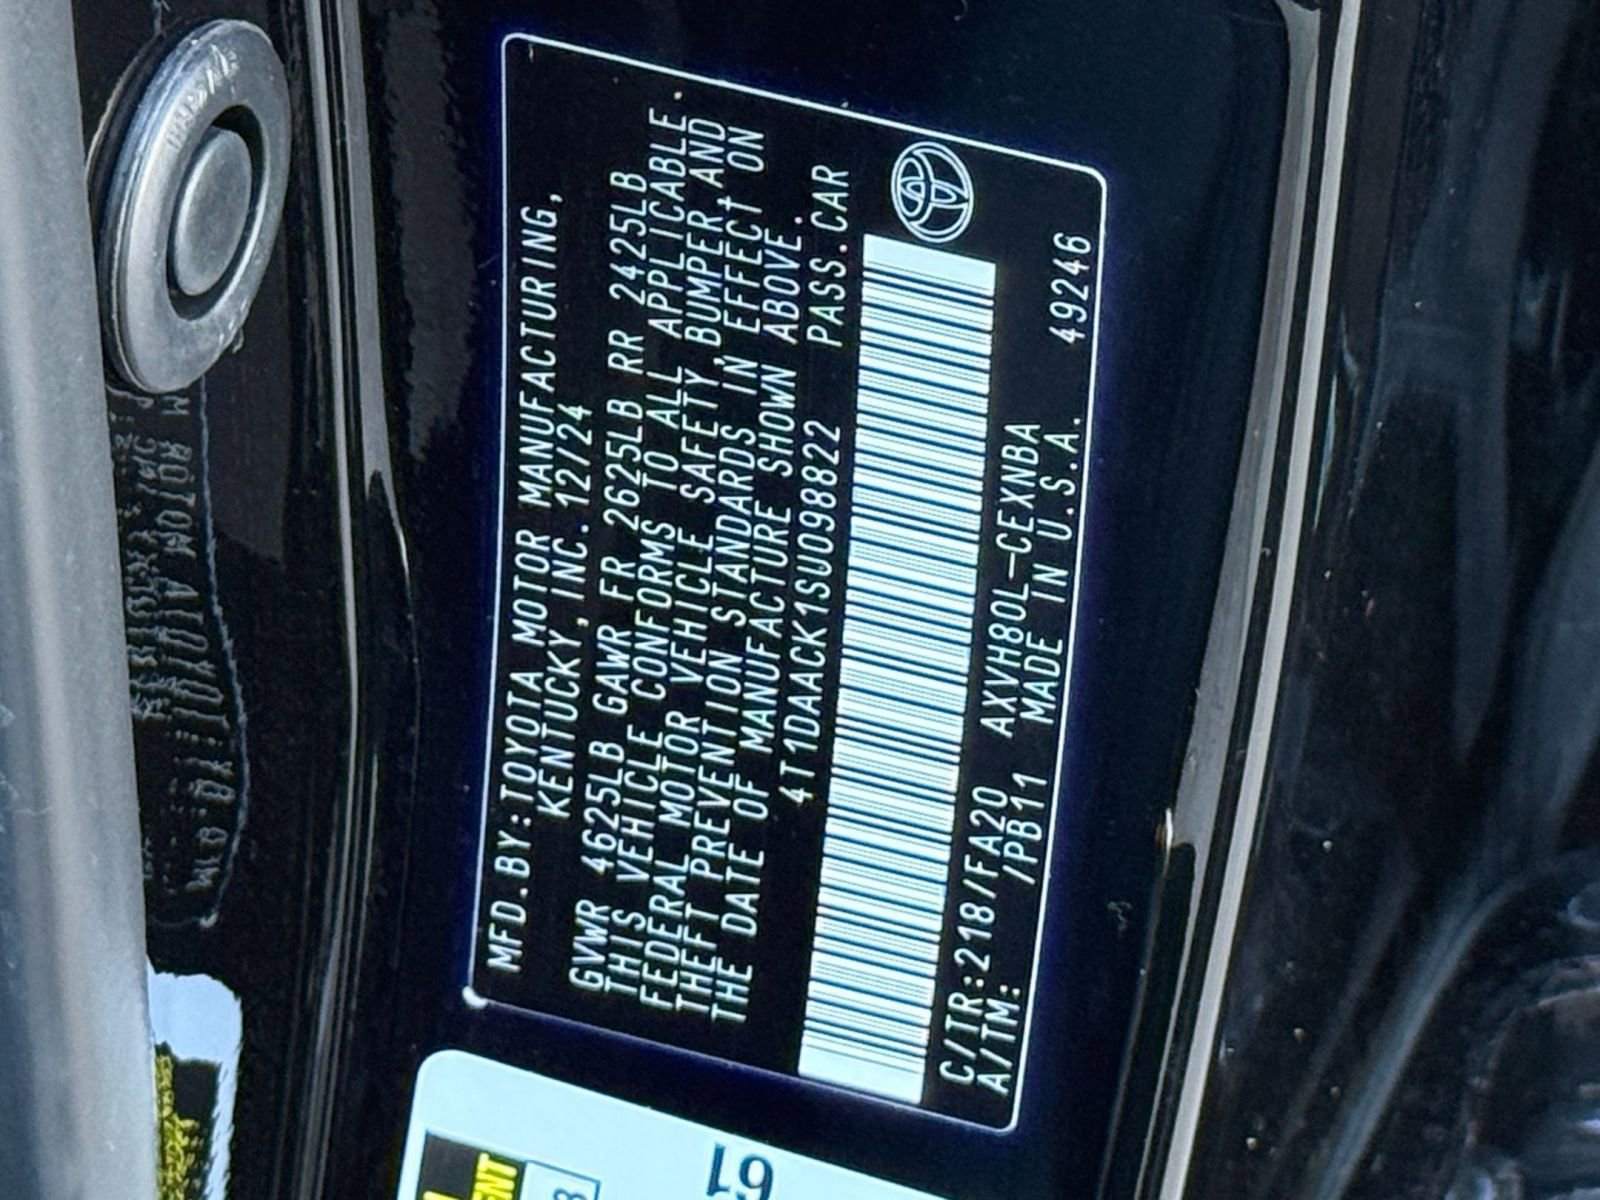 MFD.BY:TOYOTA MOTOR MANUFACTURING,
KENTUCKY,INC.12/24
GVWR 4625LB GAWR FR 2625LB RR 2425LB
THIS VEHICLE CONFORMS TO ALL APPLICABLE
FEDERAL MOTOR VEHICLE SAFETY,BUMPER,AND
THEFT PREVENTION STANDARDS IN EFFECT ON
THE DATE OF MANUFACTURE SHOWN ABOVE.
4T1DAACK1SU098822 PASS.CAR
C/TR:218/FA20 AXVH80L-CEXNBA
A/TM: /PB11 MADE IN U.S.A. 49246
61